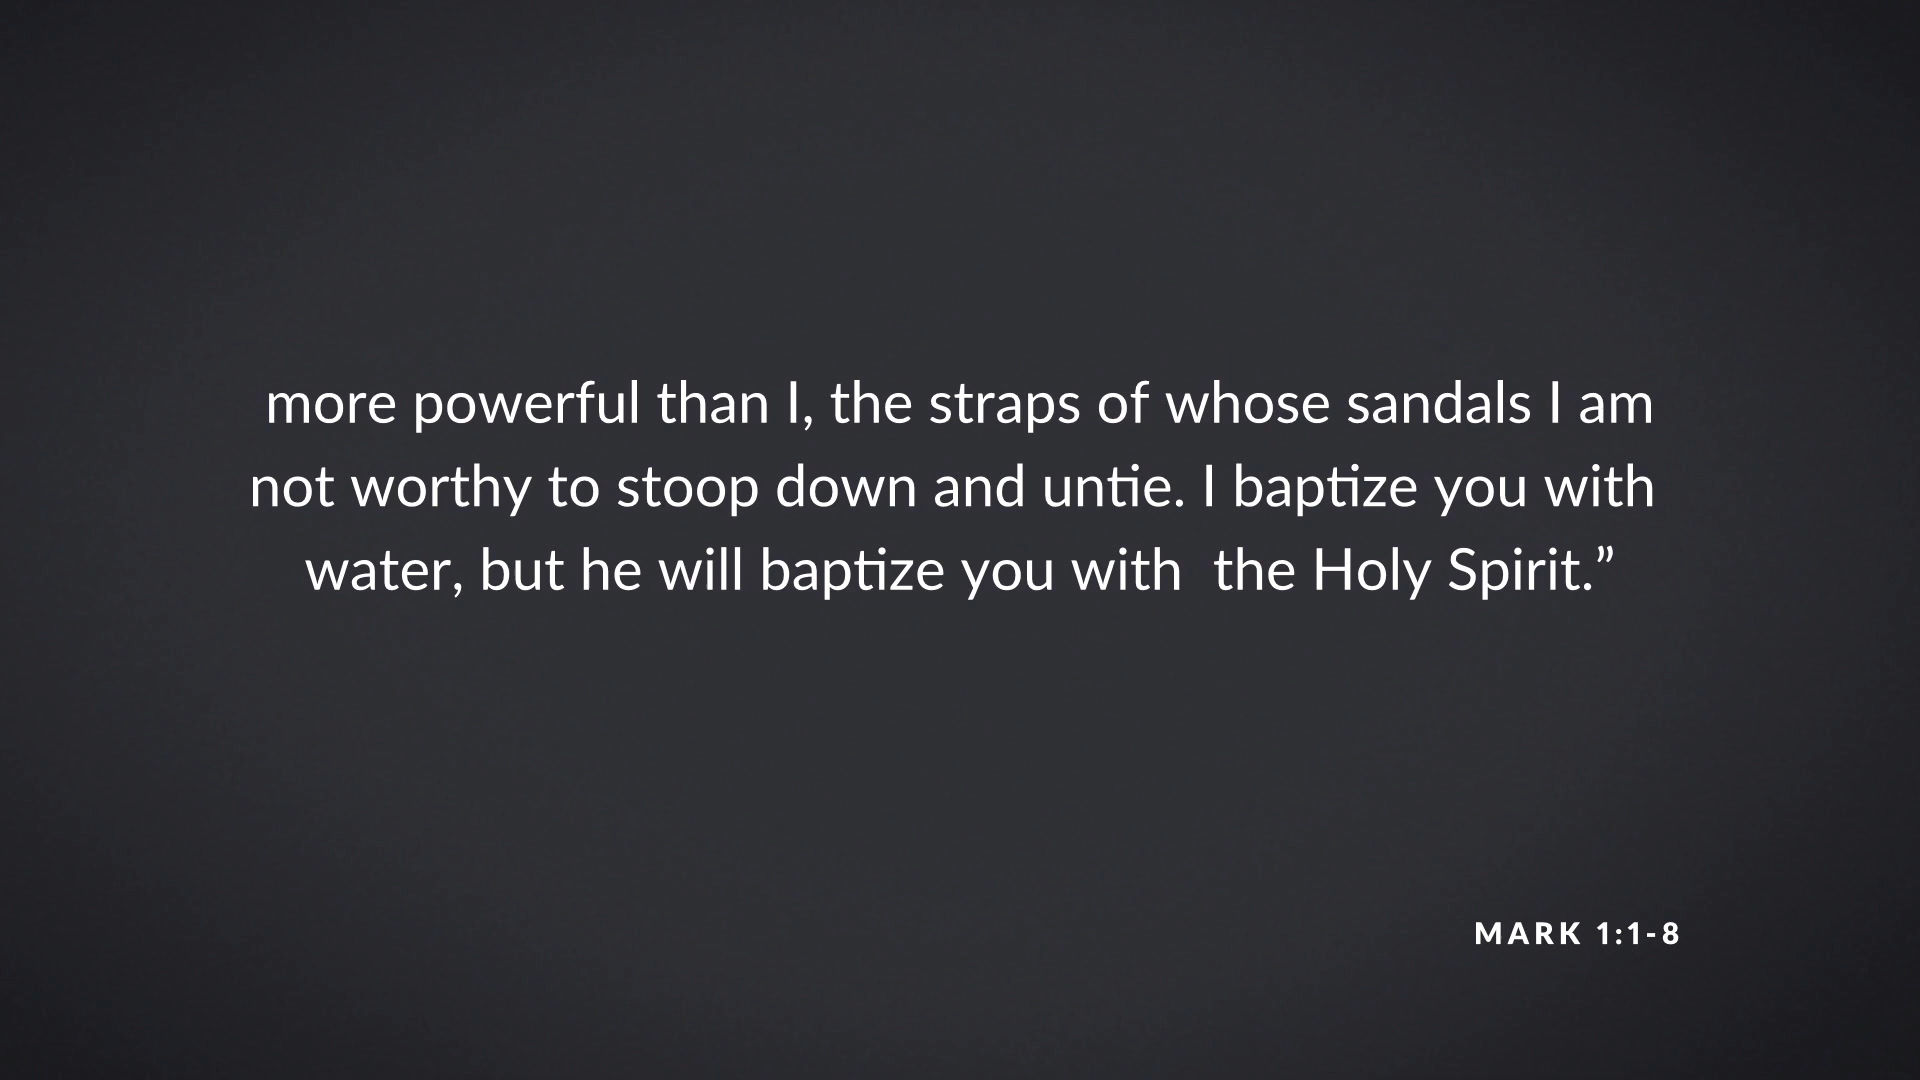 more powerful than I, the straps of whose sandals I am
not worthy to stoop down and untie. I baptize you with
water, but he will baptize you with  the Holy Spirit.”
MARK 1:1-8